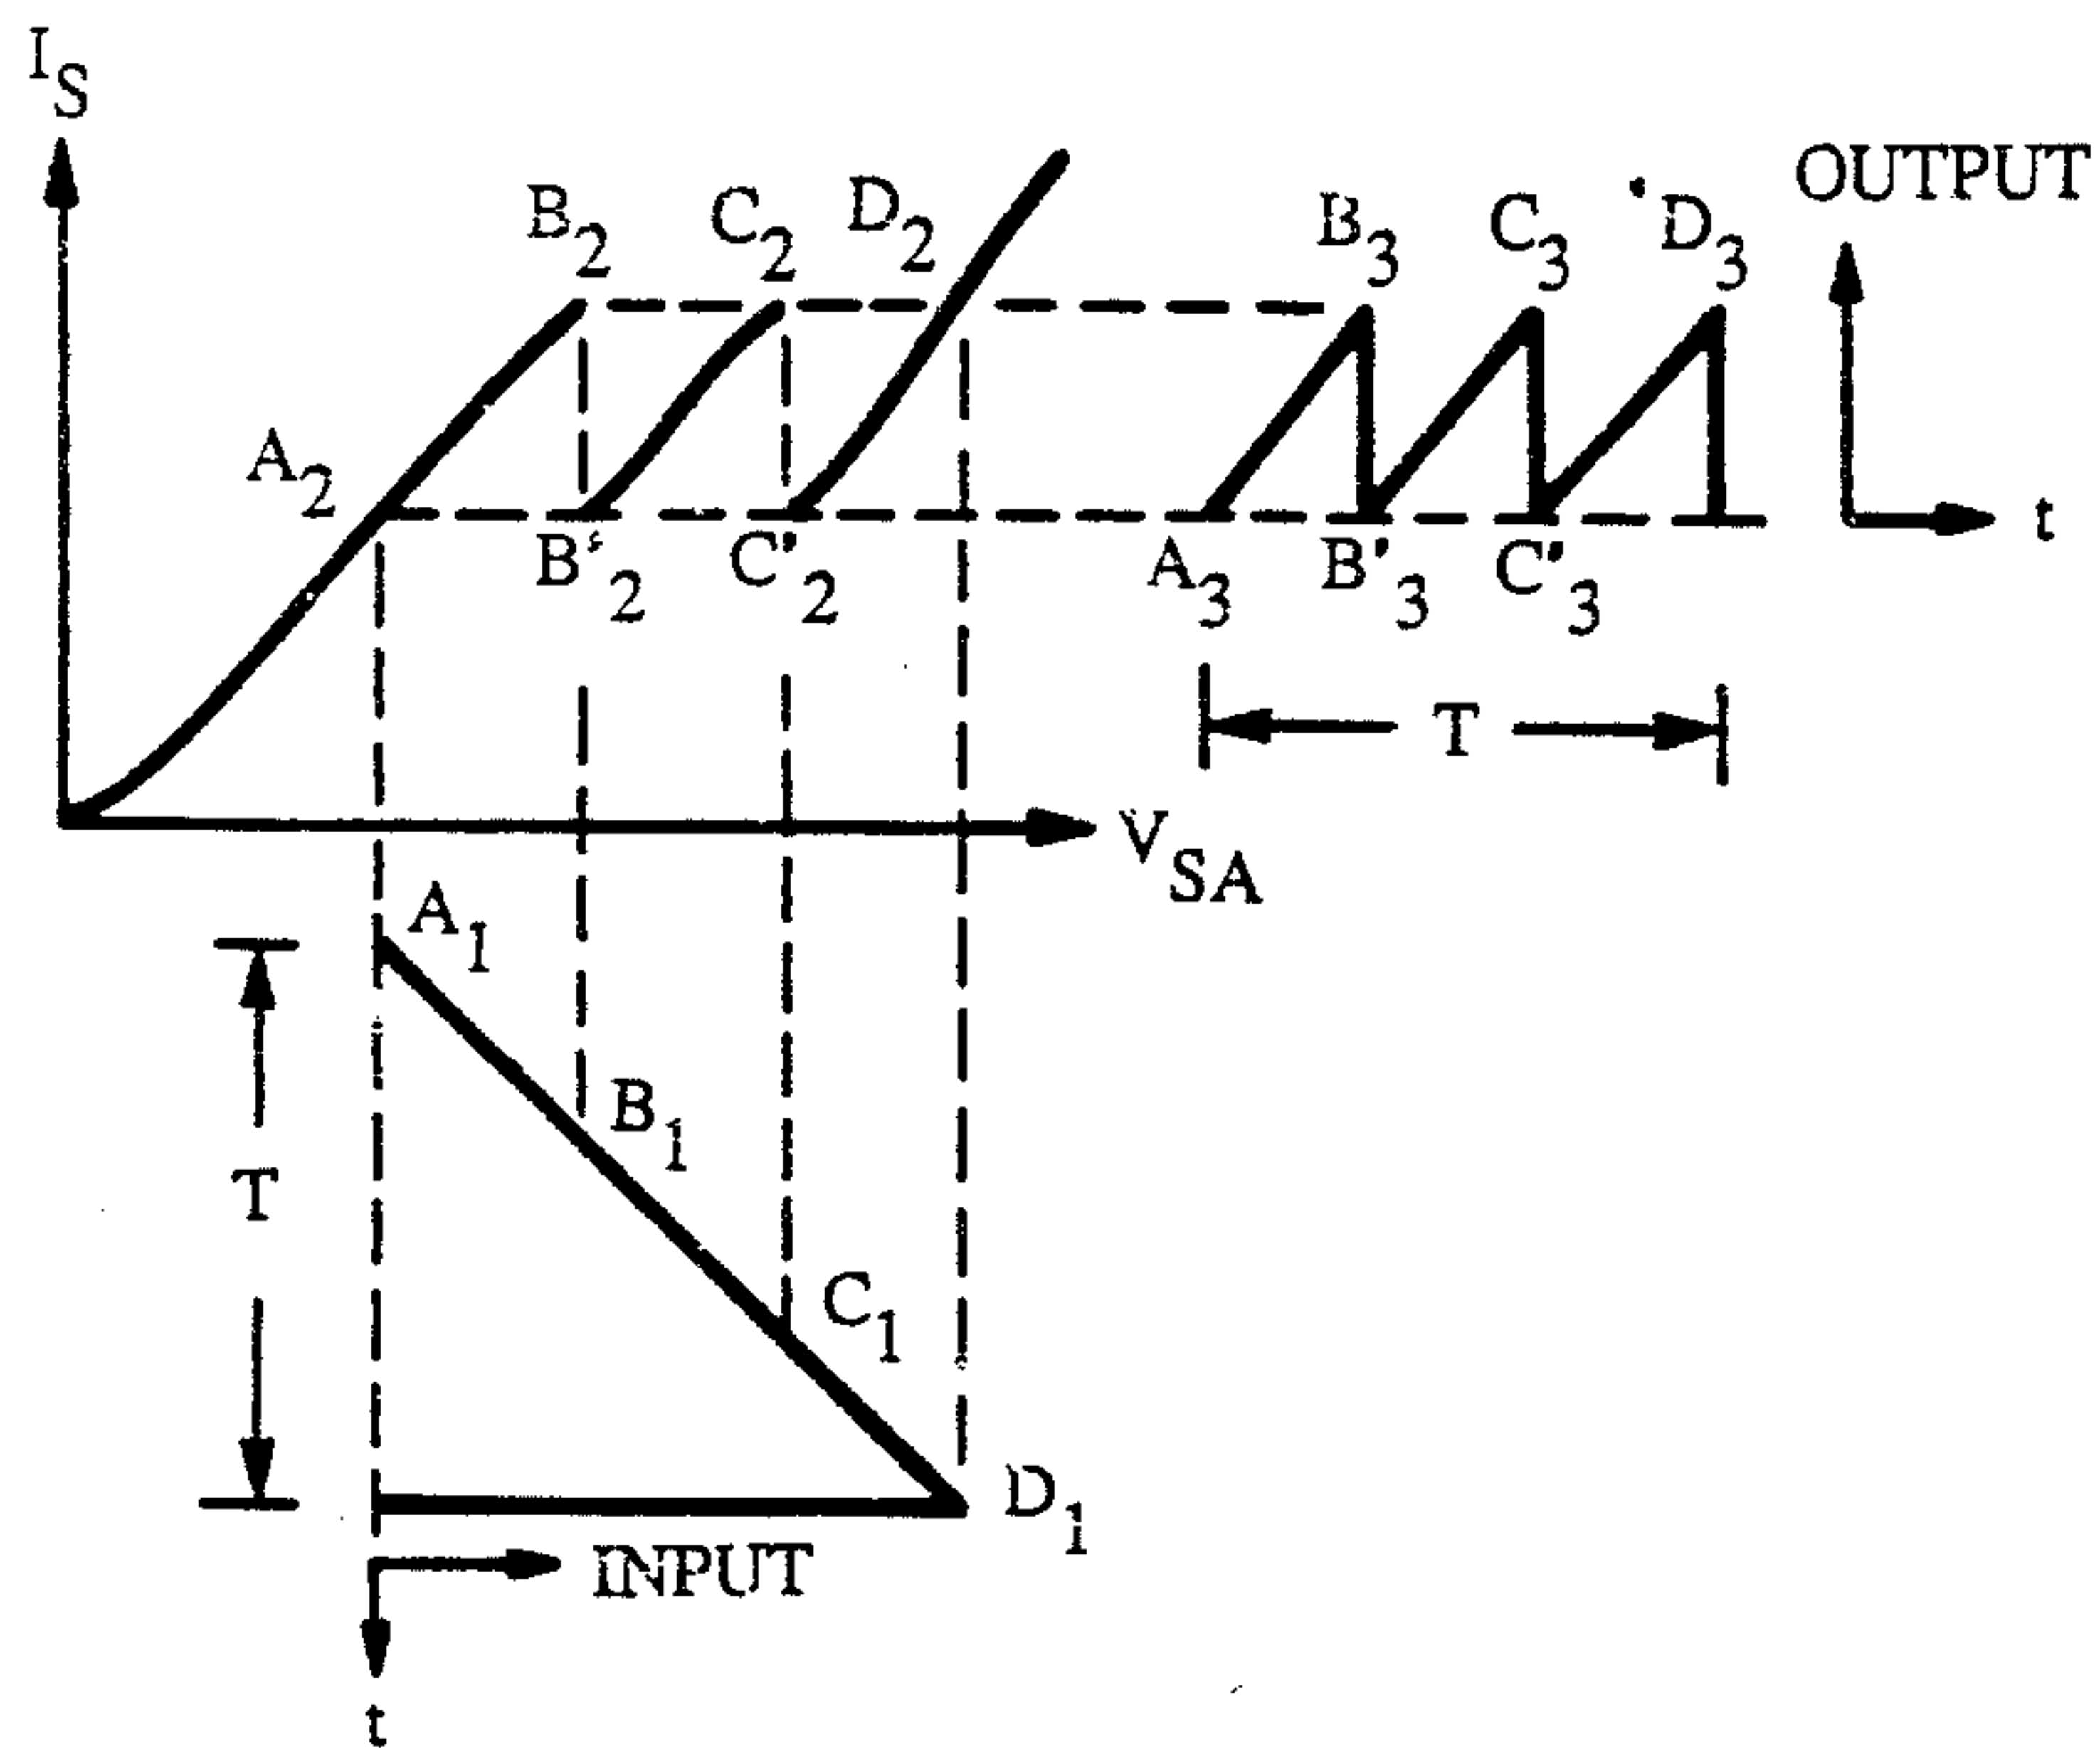 I_S
B_2 C_2 D_2
B_3 C_3 D_3
OUTPUT
A_2
B'_2 C'_2
A_3 B'_3 C'_3
t
T
V_SA
A_1
B_1
T
C_1
D_1
INPUT
t